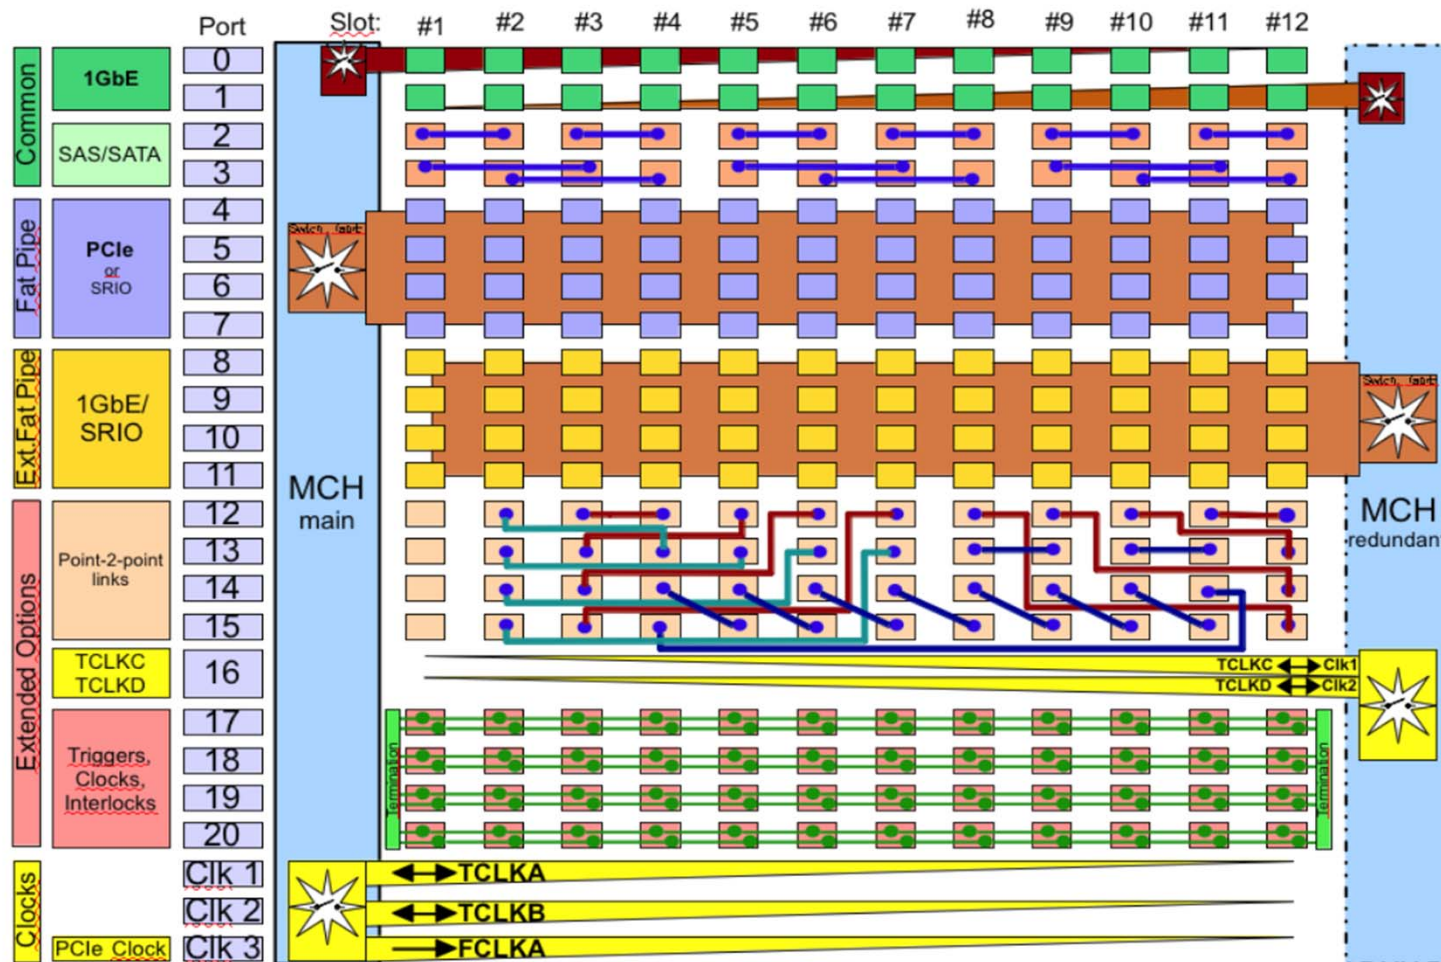 Port
Slot:
#1
#2
#3
#4
#5
#6
#7
#8
#9
#10
#11
#12
Common
1GbE
0
1
SAS/SATA
2
3
Fat Pipe
PCIe
or
SRIO
4
5
6
7
Ext.Fat Pipe
1GbE/
SRIO
8
9
10
11
MCH
main
MCH
redundant
Extended Options
Point-2-point
links
12
13
14
15
TCLKC
TCLKD
16
TCLKC
Clk1
TCLKD
Clk2
Triggers,
Clocks,
Interlocks
17
18
19
20
Termination
Termination
Clocks
Clk 1
TCLKA
Clk 2
TCLKB
PCIe Clock
Clk 3
FCLKA